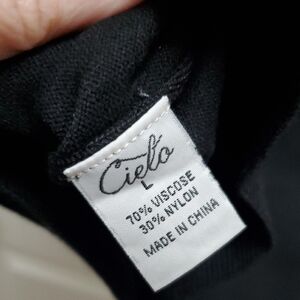 Cielo
L
70% VISCOSE
30% NYLON
MADE IN CHINA